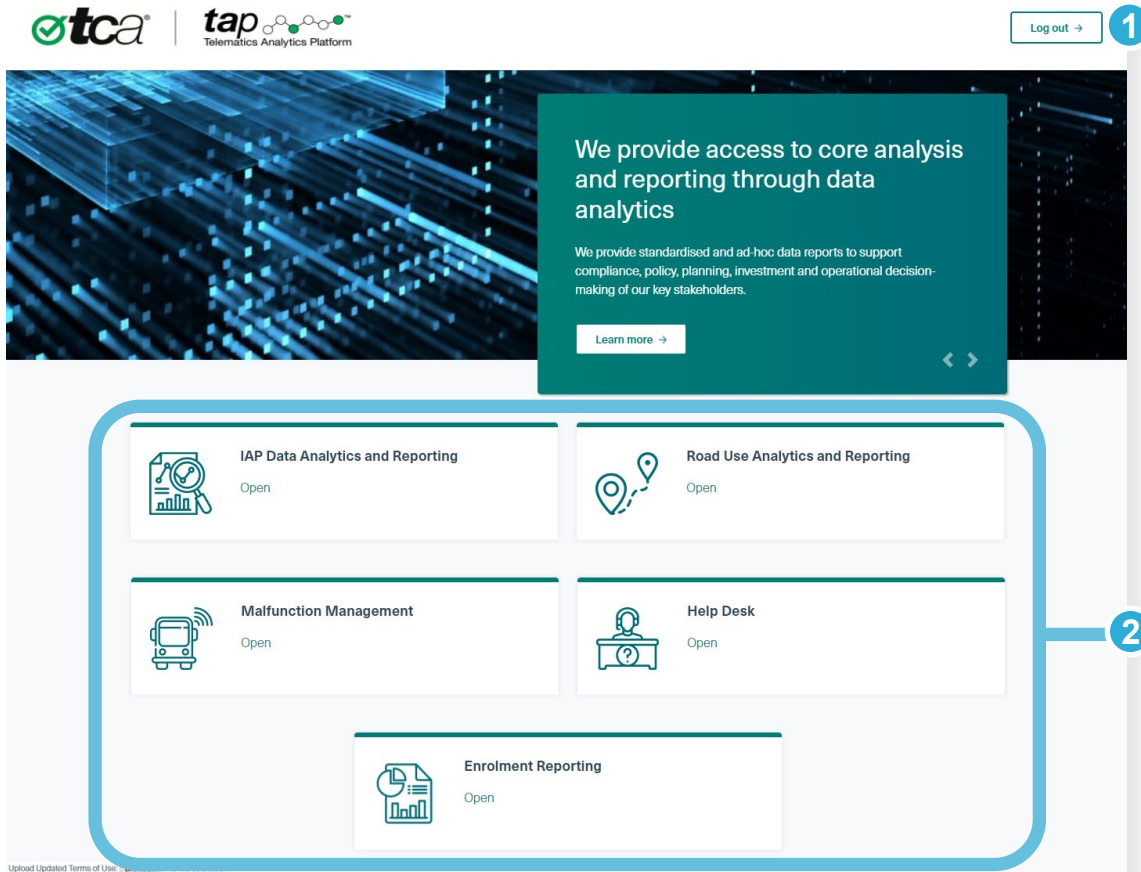 tca
tap™
Telematics Analytics Platform
Log out →
1
We provide access to core analysis
and reporting through data
analytics
We provide standardised and ad-hoc data reports to support
compliance, policy, planning, investment and operational decision-
making of our key stakeholders.
Learn more →
IAP Data Analytics and Reporting
Open
Road Use Analytics and Reporting
Open
Malfunction Management
Open
Help Desk
Open
?
2
Enrolment Reporting
Open
Upload Updated Terms of Use